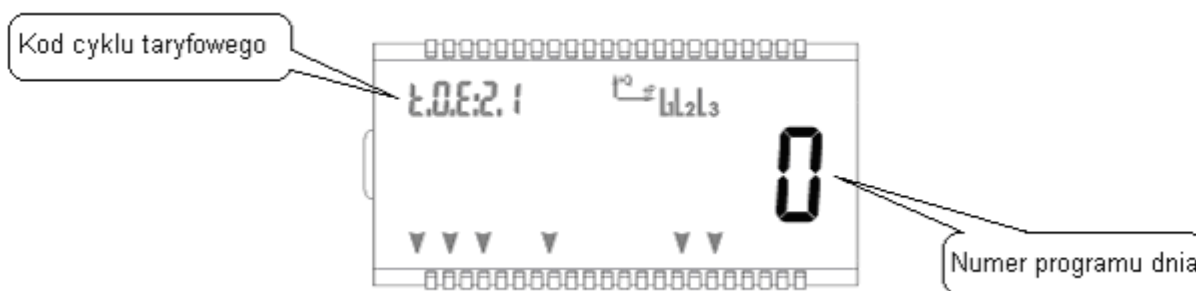 Kod cyklu taryfowego
t.0.E:2.1
+Q
L1L2L3
0
Numer programu dnia